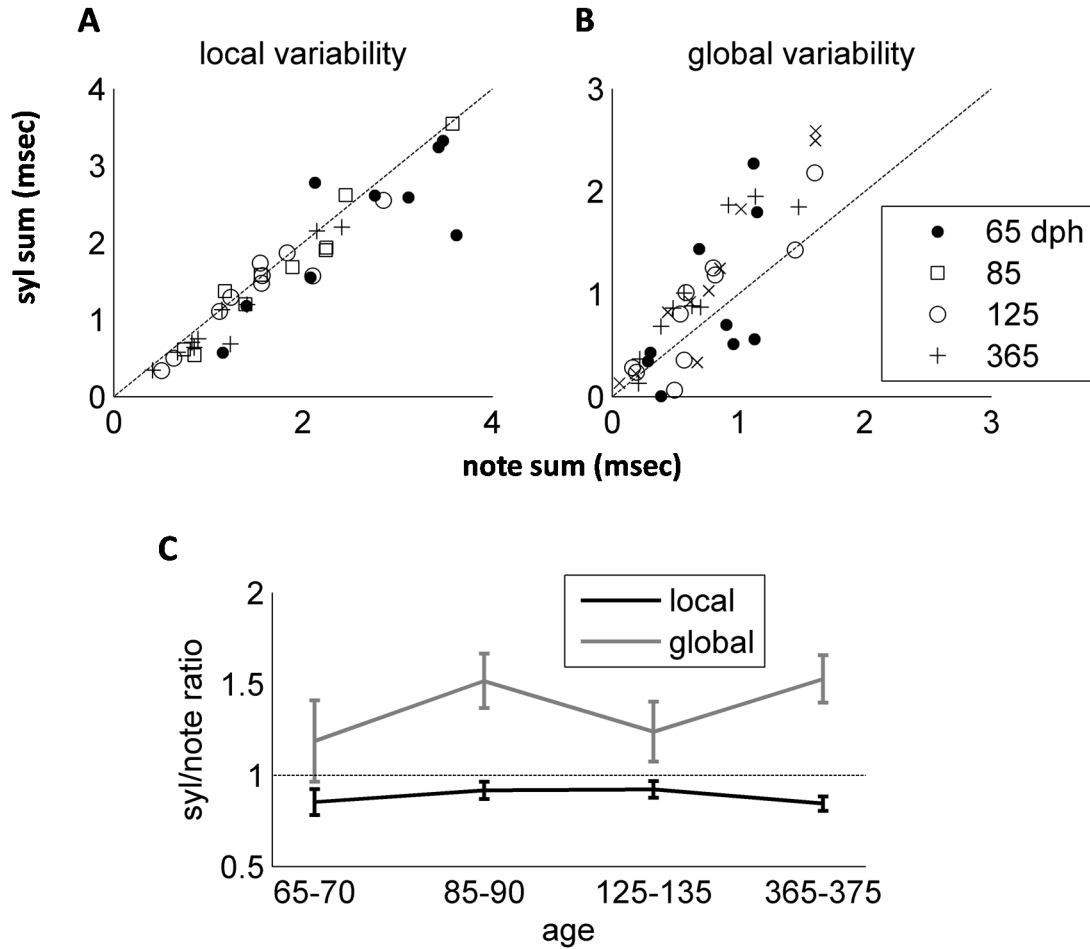 A
B
local variability
global variability
syl sum (msec)
4
3
2
1
0
0
2
4
3
2
1
0
0
1
2
3
65 dph
85
125
365
note sum (msec)
C
local
global
syl/note ratio
2
1.5
1
0.5
65-70
85-90
125-135
365-375
age